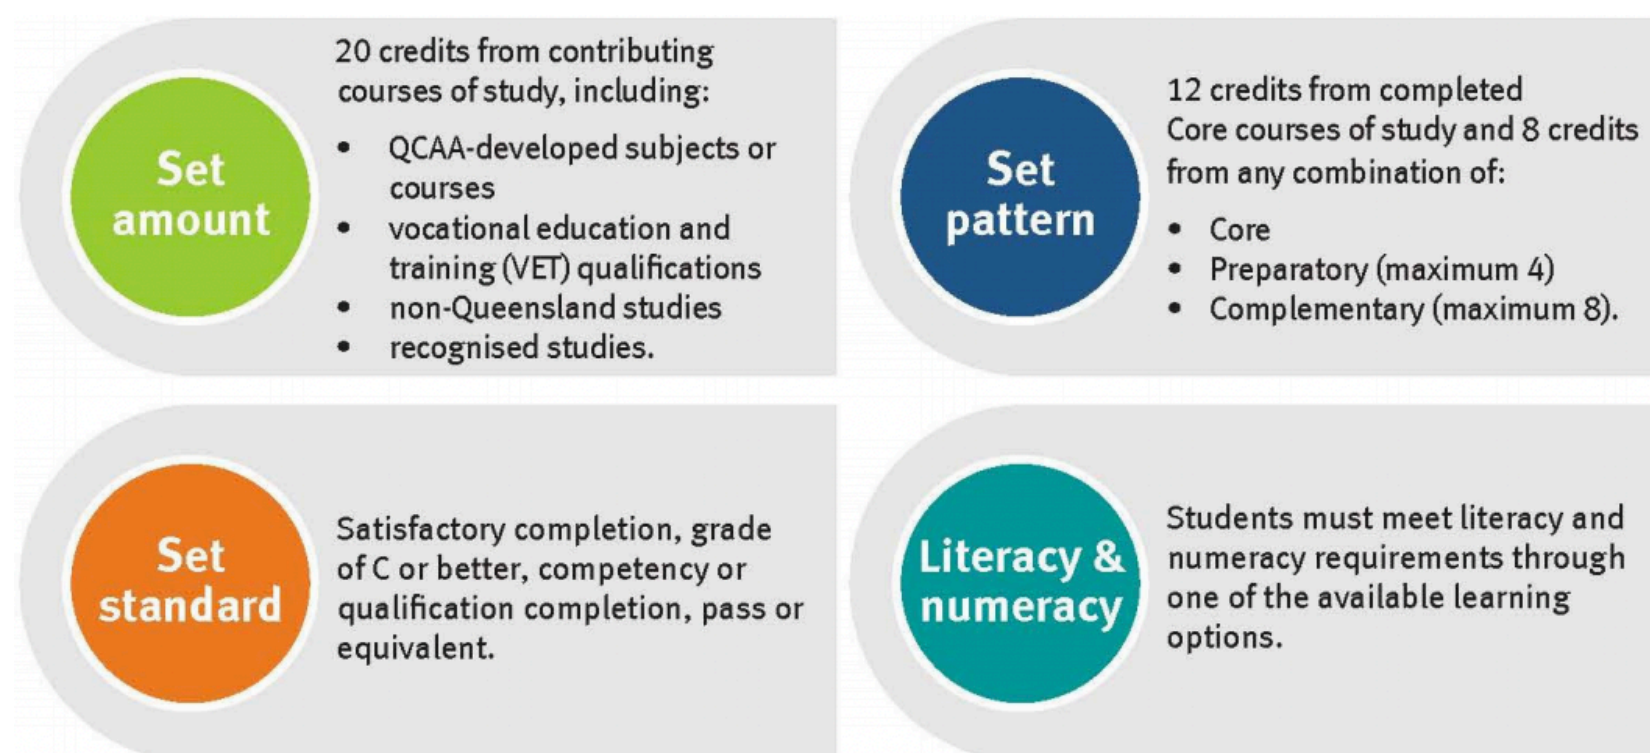 Set
amount
20 credits from contributing
courses of study, including:
• QCAA-developed subjects or
courses
• vocational education and
training (VET) qualifications
• non-Queensland studies
• recognised studies.
Set
pattern
12 credits from completed
Core courses of study and 8 credits
from any combination of:
• Core
• Preparatory (maximum 4)
• Complementary (maximum 8).
Set
standard
Satisfactory completion, grade
of C or better, competency or
qualification completion, pass or
equivalent.
Literacy &
numeracy
Students must meet literacy and
numeracy requirements through
one of the available learning
options.